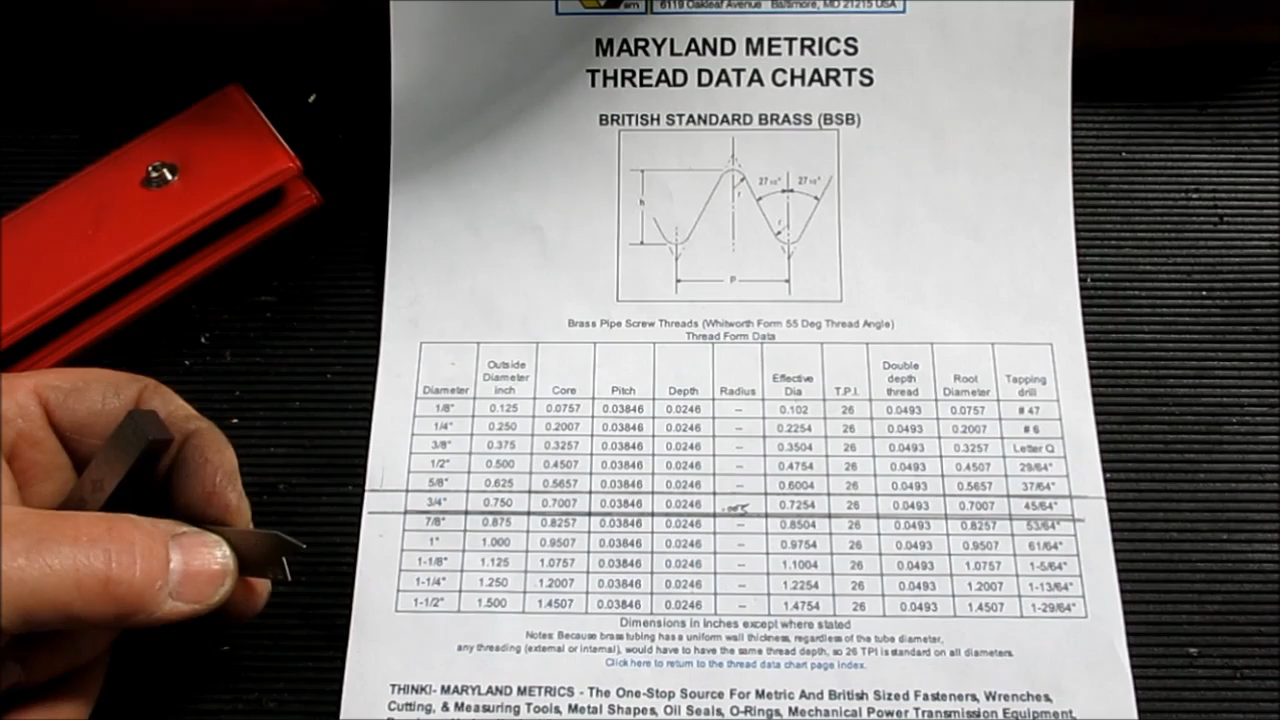 sm 6119 Oakleaf Avenue Baltimore, MD 21215 USA
MARYLAND METRICS
THREAD DATA CHARTS
BRITISH STANDARD BRASS (BSB)
27 1/2° 27 1/2°
h r r
P
Brass Pipe Screw Threads (Whitworth Form 55 Deg Thread Angle)
Thread Form Data
Diameter Outside Diameter inch Core Pitch Depth Radius Effective Dia T.P.I. Double depth thread Root Diameter Tapping drill
1/8" 0.125 0.0757 0.03846 0.0246 -- 0.102 26 0.0493 0.0757 # 47
1/4" 0.250 0.2007 0.03846 0.0246 -- 0.2254 26 0.0493 0.2007 # 6
3/8" 0.375 0.3257 0.03846 0.0246 -- 0.3504 26 0.0493 0.3257 Letter Q
1/2" 0.500 0.4507 0.03846 0.0246 -- 0.4754 26 0.0493 0.4507 29/64"
5/8" 0.625 0.5657 0.03846 0.0246 -- 0.6004 26 0.0493 0.5657 37/64"
3/4" 0.750 0.7007 0.03846 0.0246 .005 0.7254 26 0.0493 0.7007 45/64"
7/8" 0.875 0.8257 0.03846 0.0246 -- 0.8504 26 0.0493 0.8257 53/64"
1" 1.000 0.9507 0.03846 0.0246 -- 0.9754 26 0.0493 0.9507 61/64"
1-1/8" 1.125 1.0757 0.03846 0.0246 -- 1.1004 26 0.0493 1.0757 1-5/64"
1-1/4" 1.250 1.2007 0.03846 0.0246 -- 1.2254 26 0.0493 1.2007 1-13/64"
1-1/2" 1.500 1.4507 0.03846 0.0246 -- 1.4754 26 0.0493 1.4507 1-29/64"
Dimensions in Inches except where stated
Notes: Because brass tubing has a uniform wall thickness, regardless of the tube diameter,
any threading (external or internal), would have to have the same thread depth, so 26 TPI is standard on all diameters.
Click here to return to the thread data chart page index.
THINK!- MARYLAND METRICS - The One-Stop Source For Metric And British Sized Fasteners, Wrenches,
Cutting, & Measuring Tools, Metal Shapes, Oil Seals, O-Rings, Mechanical Power Transmission Equipment,